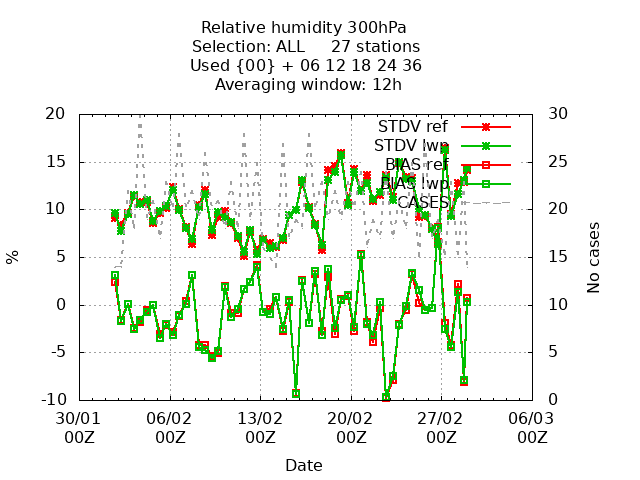 Relative humidity 300hPa
Selection: ALL 27 stations
Used {00} + 06 12 18 24 36
Averaging window: 12h
20 30
STDV ref
STDV lwp
15 25
BIAS ref
BIAS lwp
CASES
10 20
% No cases
5 15
0 10
-5 5
-10 0
30/01 06/02 13/02 20/02 27/02 06/03
00Z 00Z 00Z 00Z 00Z 00Z
Date